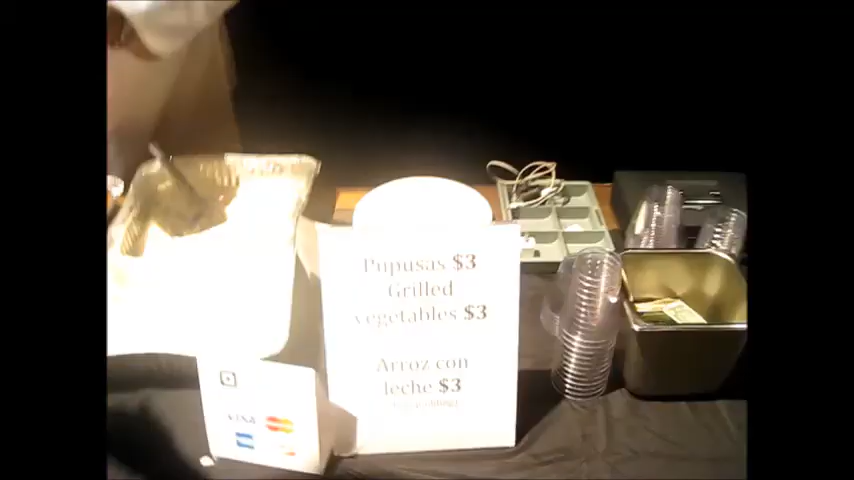 Pupusas $3
Grilled
vegetables $3
Arroz con
leche $3
VISA